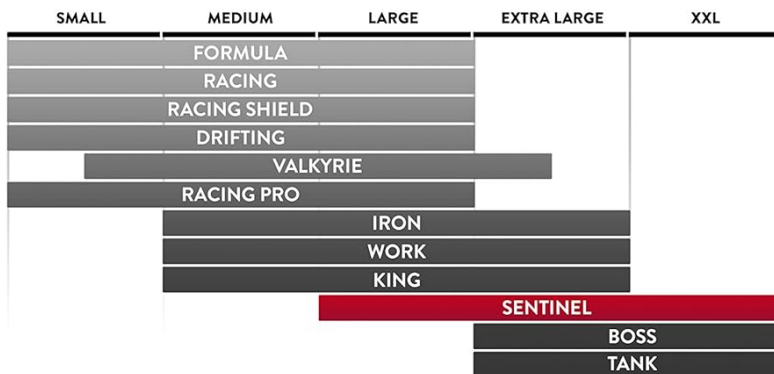 SMALL MEDIUM LARGE EXTRA LARGE XXL
FORMULA
RACING
RACING SHIELD
DRIFTING
VALKYRIE
RACING PRO
IRON
WORK
KING
SENTINEL
BOSS
TANK